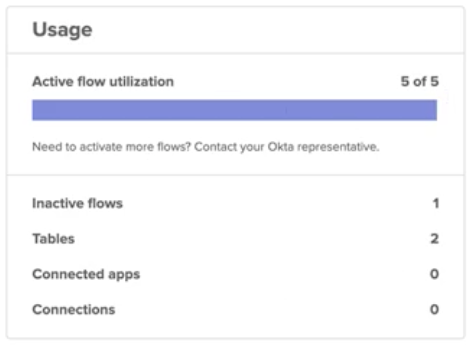 Usage
Active flow utilization 5 of 5
Need to activate more flows? Contact your Okta representative.
Inactive flows 1
Tables 2
Connected apps 0
Connections 0